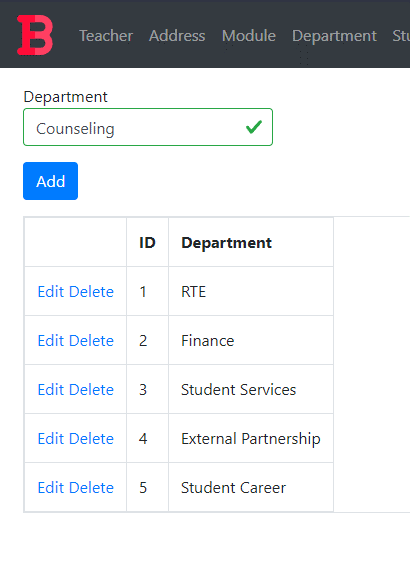 B Teacher Address Module Department Stu
Department
Counseling
Add
ID Department
Edit Delete 1 RTE
Edit Delete 2 Finance
Edit Delete 3 Student Services
Edit Delete 4 External Partnership
Edit Delete 5 Student Career